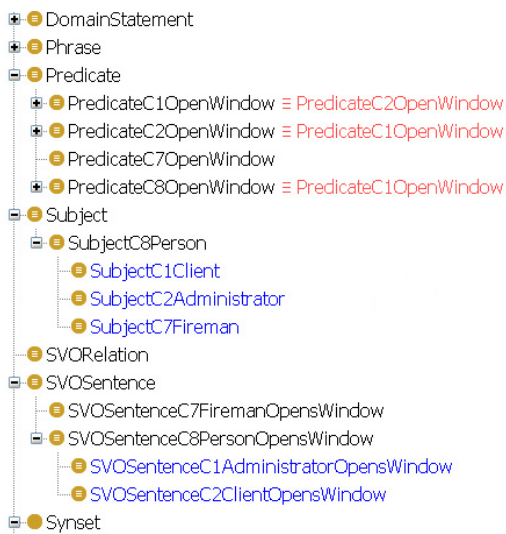 DomainStatement
Phrase
Predicate
PredicateC1OpenWindow ≡ PredicateC2OpenWindow
PredicateC2OpenWindow ≡ PredicateC1OpenWindow
PredicateC7OpenWindow
PredicateC8OpenWindow ≡ PredicateC1OpenWindow
Subject
SubjectC8Person
SubjectC1Client
SubjectC2Administrator
SubjectC7Fireman
SVORelation
SVOSentence
SVOSentenceC7FiremanOpensWindow
SVOSentenceC8PersonOpensWindow
SVOSentenceC1AdministratorOpensWindow
SVOSentenceC2ClientOpensWindow
Synset